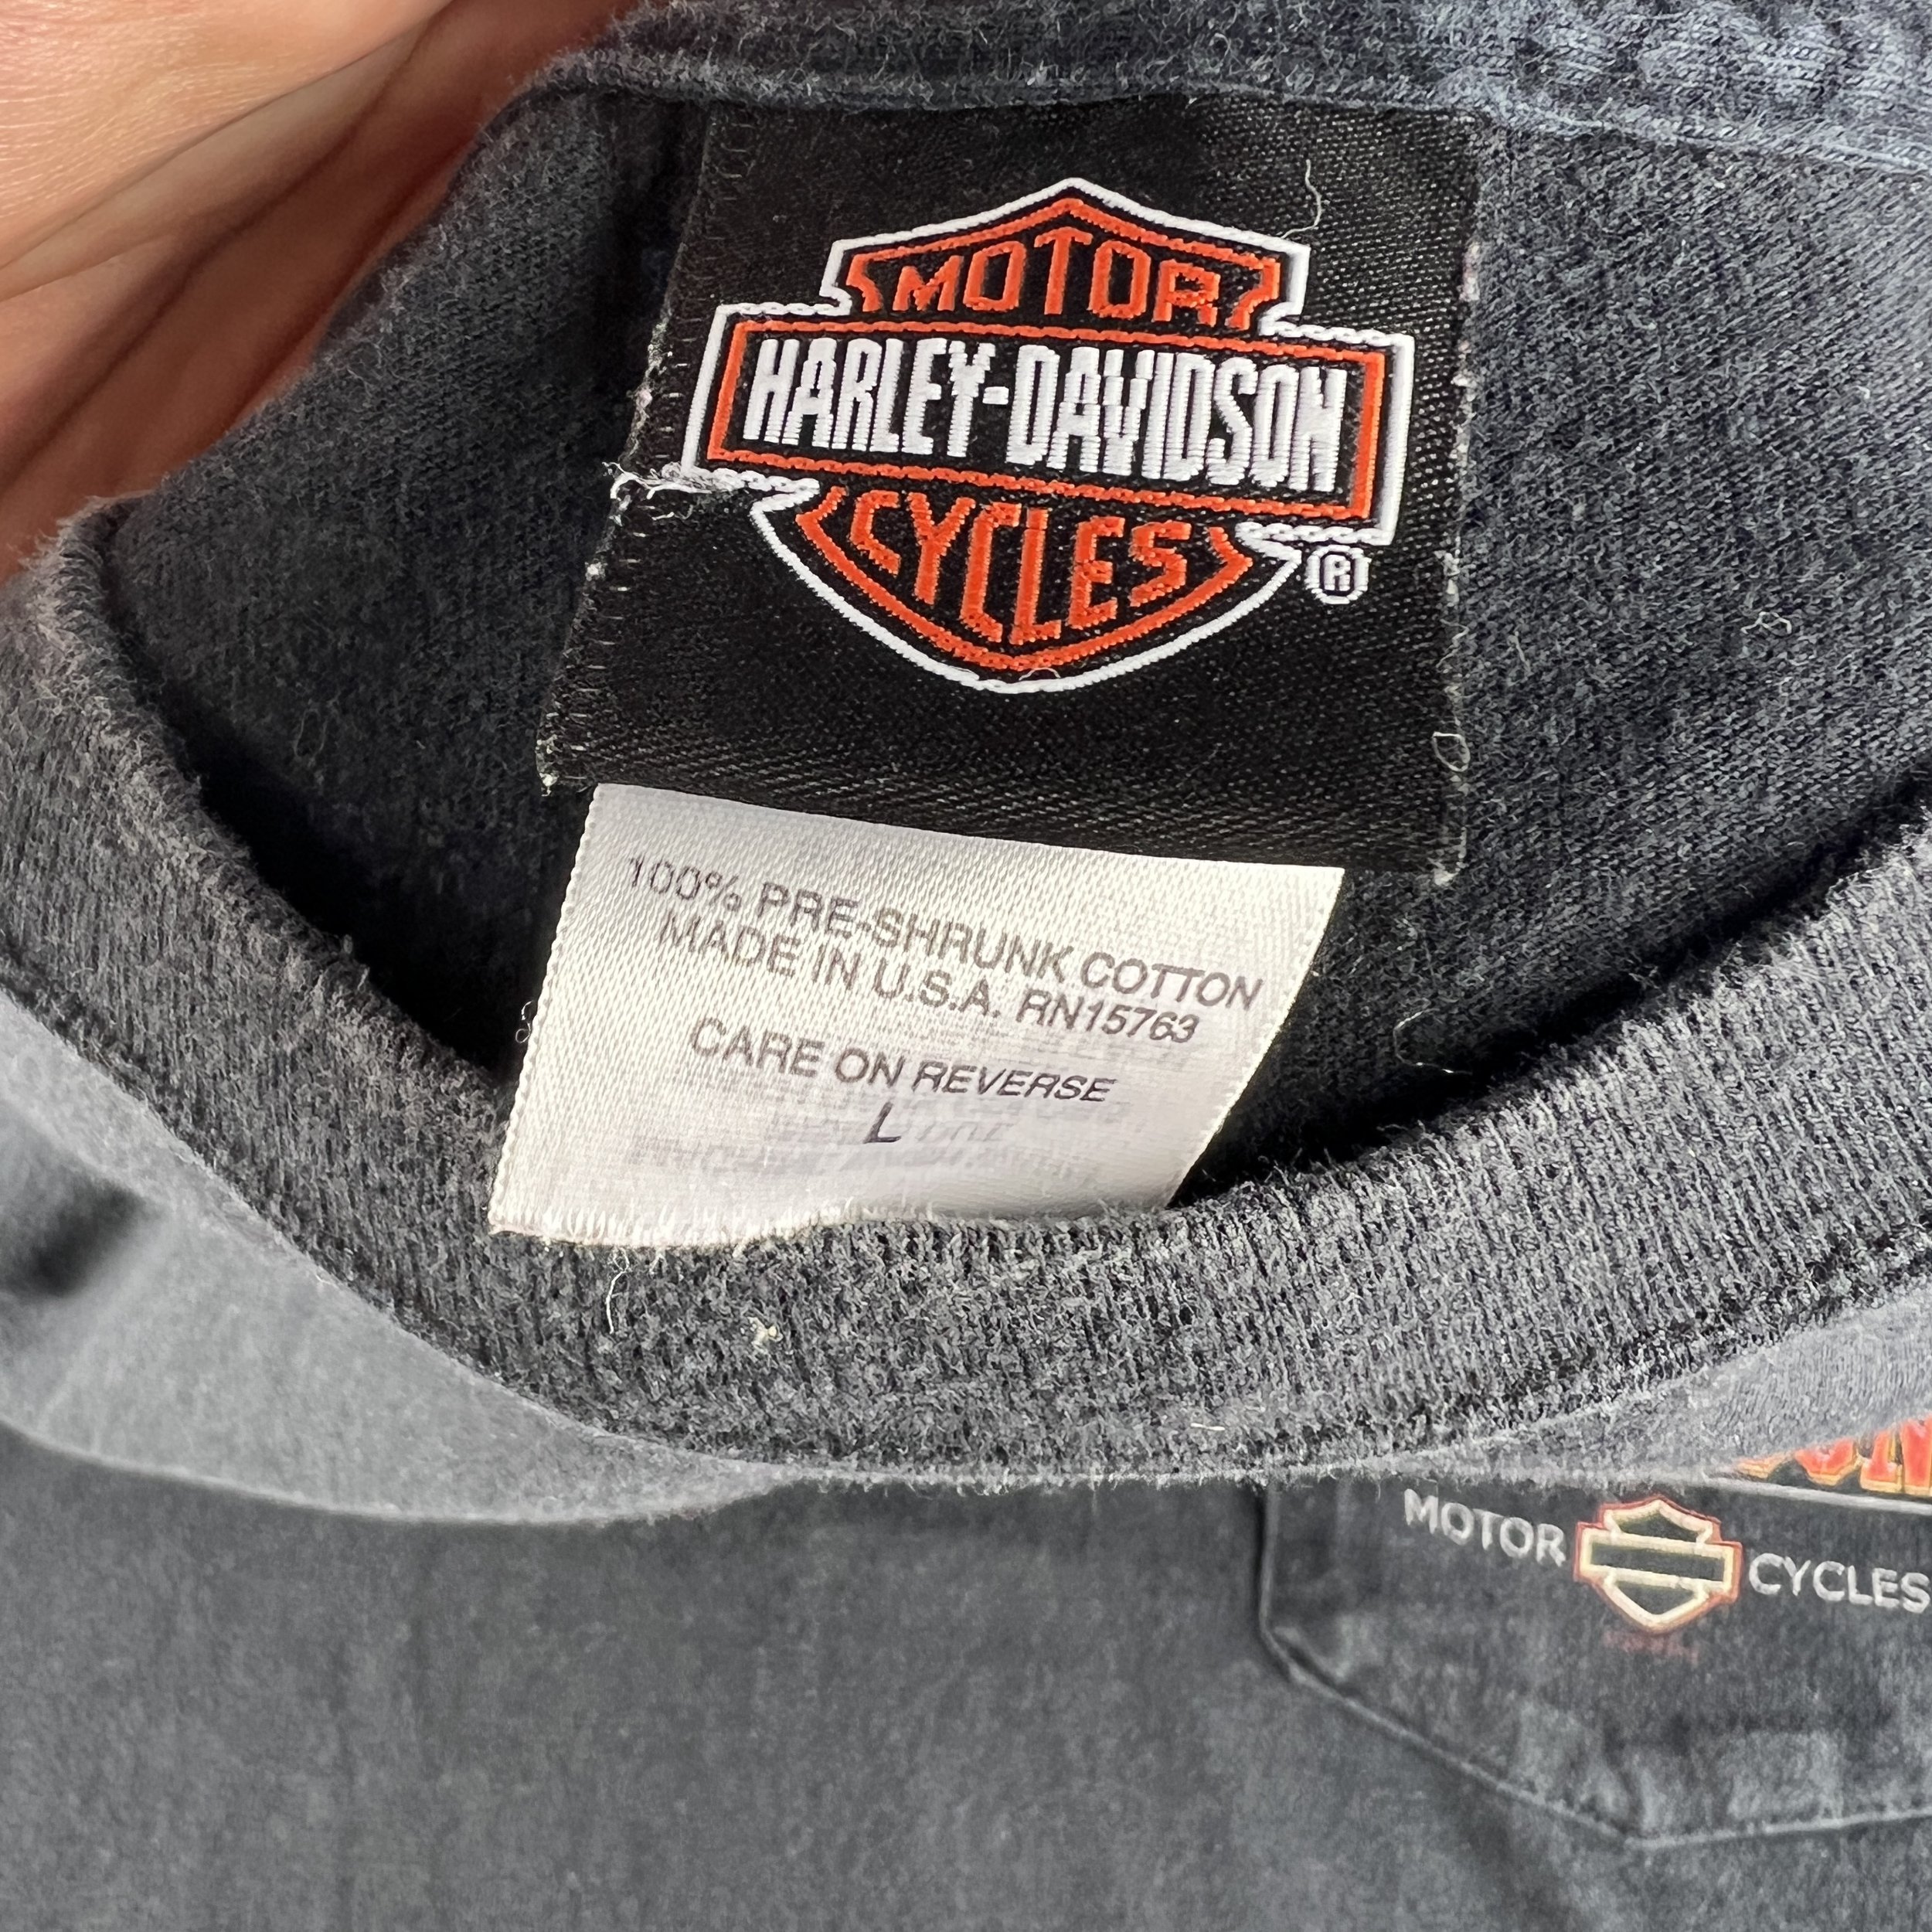 MOTOR
HARLEY-DAVIDSON
CYCLES
®
100% PRE-SHRUNK COTTON
MADE IN U.S.A. RN15763
CARE ON REVERSE
L
MOTOR CYCLES